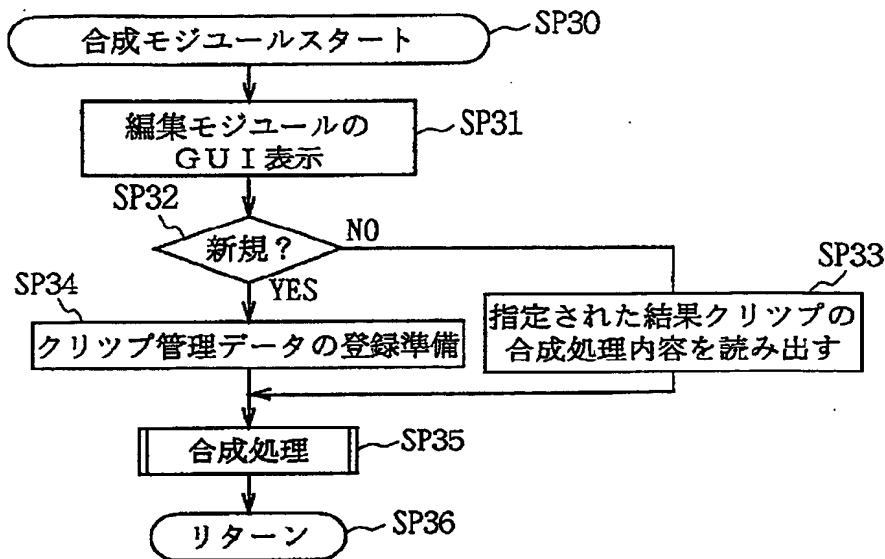 合成モジユールスタート
SP30
編集モジユールの
GUI表示
SP31
SP32
新規?
NO
YES
SP33
指定された結果クリツプの
合成処理内容を読み出す
SP34
クリツプ管理データの登録準備
合成処理
SP35
リターン
SP36